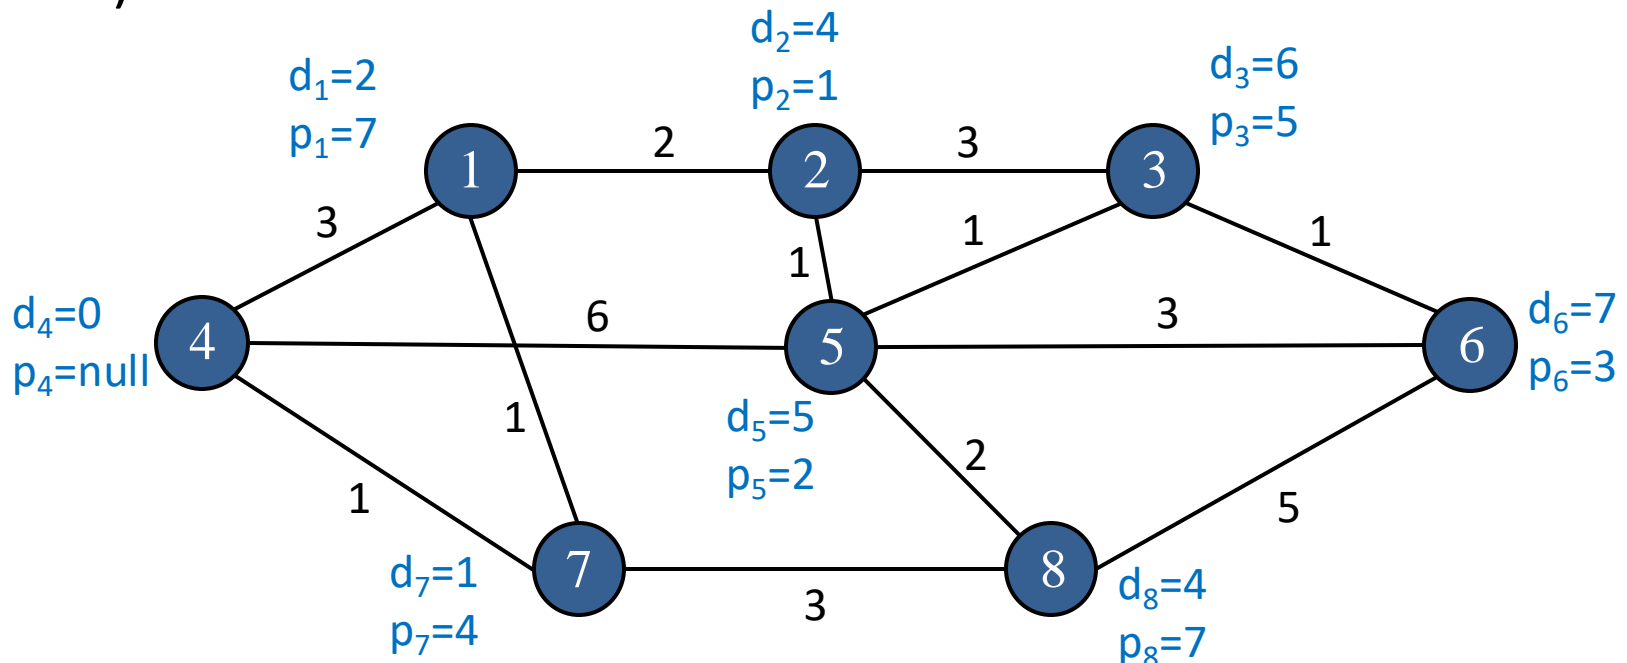 d₂=4
p₂=1
d₁=2
p₁=7
d₃=6
p₃=5
1
2
2
3
3
3
1
1
1
d₄=0
p₄=null
4
6
5
3
6
d₆=7
p₆=3
1
d₅=5
p₅=2
2
1
5
d₇=1
p₇=4
7
3
8
d₈=4
p₈=7